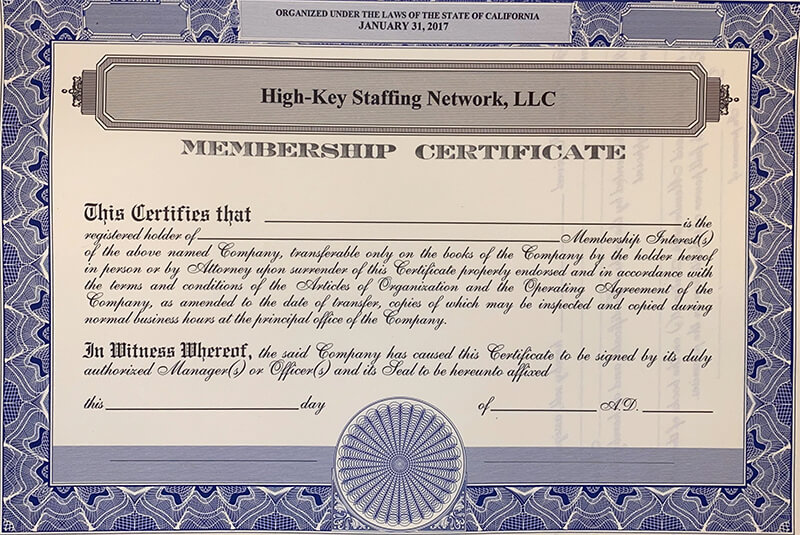 ORGANIZED UNDER THE LAWS OF THE STATE OF CALIFORNIA
JANUARY 31, 2017
High-Key Staffing Network, LLC
MEMBERSHIP CERTIFICATE
This Certifies that is the
registered holder of Membership Interest(s)
of the above named Company, transferable only on the books of the Company by the holder hereof
in person or by Attorney upon surrender of this Certificate properly endorsed and in accordance with
the terms and conditions of the Articles of Organization and the Operating Agreement of the
Company, as amended to the date of transfer, copies of which may be inspected and copied during
normal business hours at the principal office of the Company.
In Witness Whereof, the said Company has caused this Certificate to be signed by its duly
authorized Manager(s) or Officer(s) and its Seal to be hereunto affixed
this day of A.D.